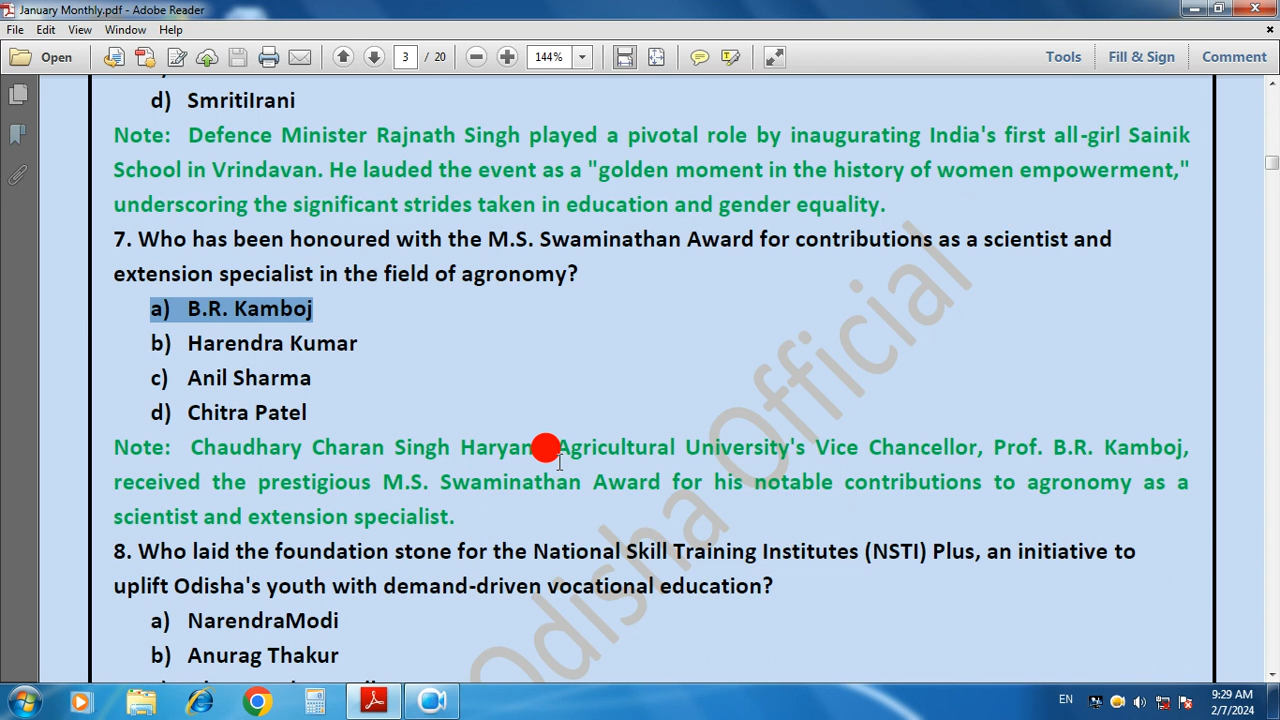 January Monthly.pdf - Adobe Reader
File Edit View Window Help
Open 3 / 20 144% Tools Fill & Sign Comment
d) SmritiIrani
Note: Defence Minister Rajnath Singh played a pivotal role by inaugurating India's first all-girl Sainik
School in Vrindavan. He lauded the event as a "golden moment in the history of women empowerment,"
underscoring the significant strides taken in education and gender equality.
7. Who has been honoured with the M.S. Swaminathan Award for contributions as a scientist and
extension specialist in the field of agronomy?
a) B.R. Kamboj
b) Harendra Kumar
c) Anil Sharma
d) Chitra Patel
Note: Chaudhary Charan Singh Agricultural University's Vice Chancellor, Prof. B.R. Kamboj,
received the prestigious M.S. Swaminathan Award for his notable contributions to agronomy as a
scientist and extension specialist.
8. Who laid the foundation stone for the National Skill Training Institutes (NSTI) Plus, an initiative to
uplift Odisha's youth with demand-driven vocational education?
a) NarendraModi
b) Anurag Thakur
Odisha Official
EN 9:29 AM
2/7/2024